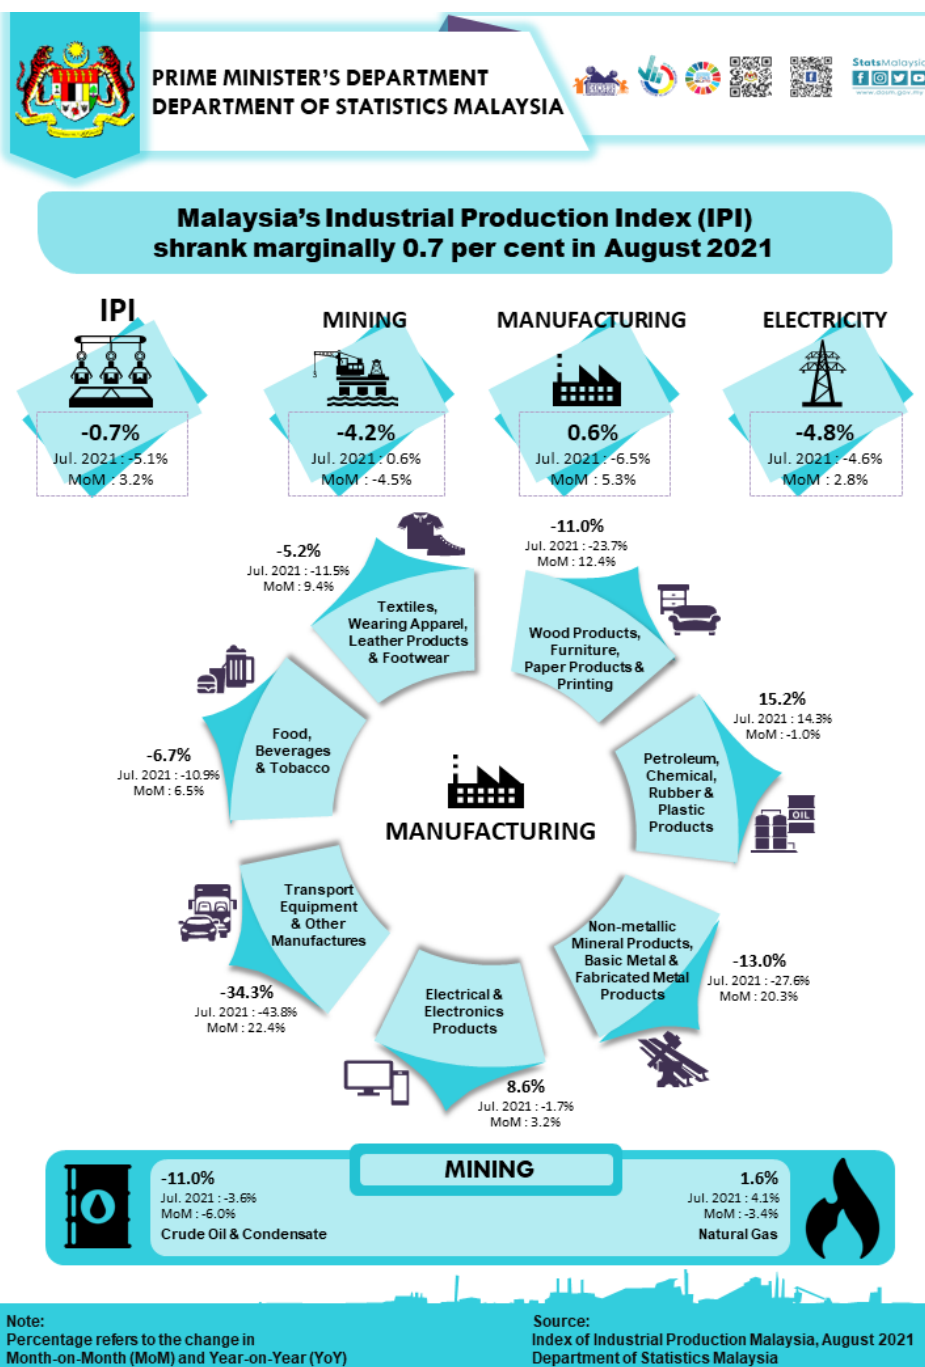 PRIME MINISTER'S DEPARTMENT
DEPARTMENT OF STATISTICS MALAYSIA
StatsMalaysia
www.dosm.gov.my
Malaysia's Industrial Production Index (IPI)
shrank marginally 0.7 per cent in August 2021
IPI
-0.7%
Jul. 2021 : -5.1%
MoM : 3.2%
MINING
-4.2%
Jul. 2021 : 0.6%
MoM : -4.5%
MANUFACTURING
0.6%
Jul. 2021 : -6.5%
MoM : 5.3%
ELECTRICITY
-4.8%
Jul. 2021 : -4.6%
MoM : 2.8%
-5.2%
Jul. 2021 : -11.5%
MoM : 9.4%
Textiles,
Wearing Apparel,
Leather Products
& Footwear
-11.0%
Jul. 2021 : -23.7%
MoM : 12.4%
Wood Products,
Furniture,
Paper Products &
Printing
15.2%
Jul. 2021 : 14.3%
MoM : -1.0%
Petroleum,
Chemical,
Rubber &
Plastic
Products
OIL
-6.7%
Jul. 2021 : -10.9%
MoM : 6.5%
Food,
Beverages
& Tobacco
MANUFACTURING
Transport
Equipment
& Other
Manufactures
-34.3%
Jul. 2021 : -43.8%
MoM : 22.4%
Electrical &
Electronics
Products
8.6%
Jul. 2021 : -1.7%
MoM : 3.2%
Non-metallic
Mineral Products,
Basic Metal &
Fabricated Metal
Products
-13.0%
Jul. 2021 : -27.6%
MoM : 20.3%
MINING
-11.0%
Jul. 2021 : -3.6%
MoM : -6.0%
Crude Oil & Condensate
1.6%
Jul. 2021 : 4.1%
MoM : -3.4%
Natural Gas
Note:
Percentage refers to the change in
Month-on-Month (MoM) and Year-on-Year (YoY)
Source:
Index of Industrial Production Malaysia, August 2021
Department of Statistics Malaysia